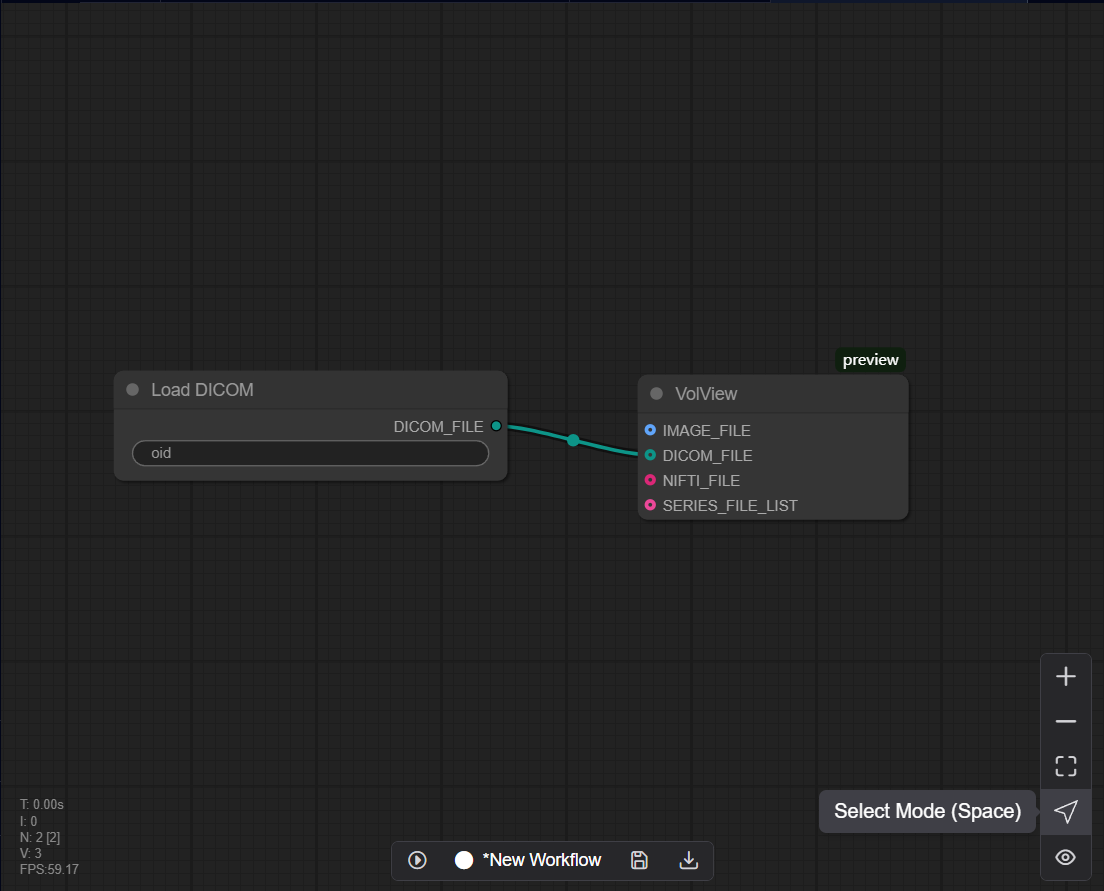 preview
Load DICOM
VolView
DICOM_FILE
oid
IMAGE_FILE
DICOM_FILE
NIFTI_FILE
SERIES_FILE_LIST
T: 0.00s
I: 0
N: 2 [2]
V: 3
FPS:59.17
Select Mode (Space)
*New Workflow